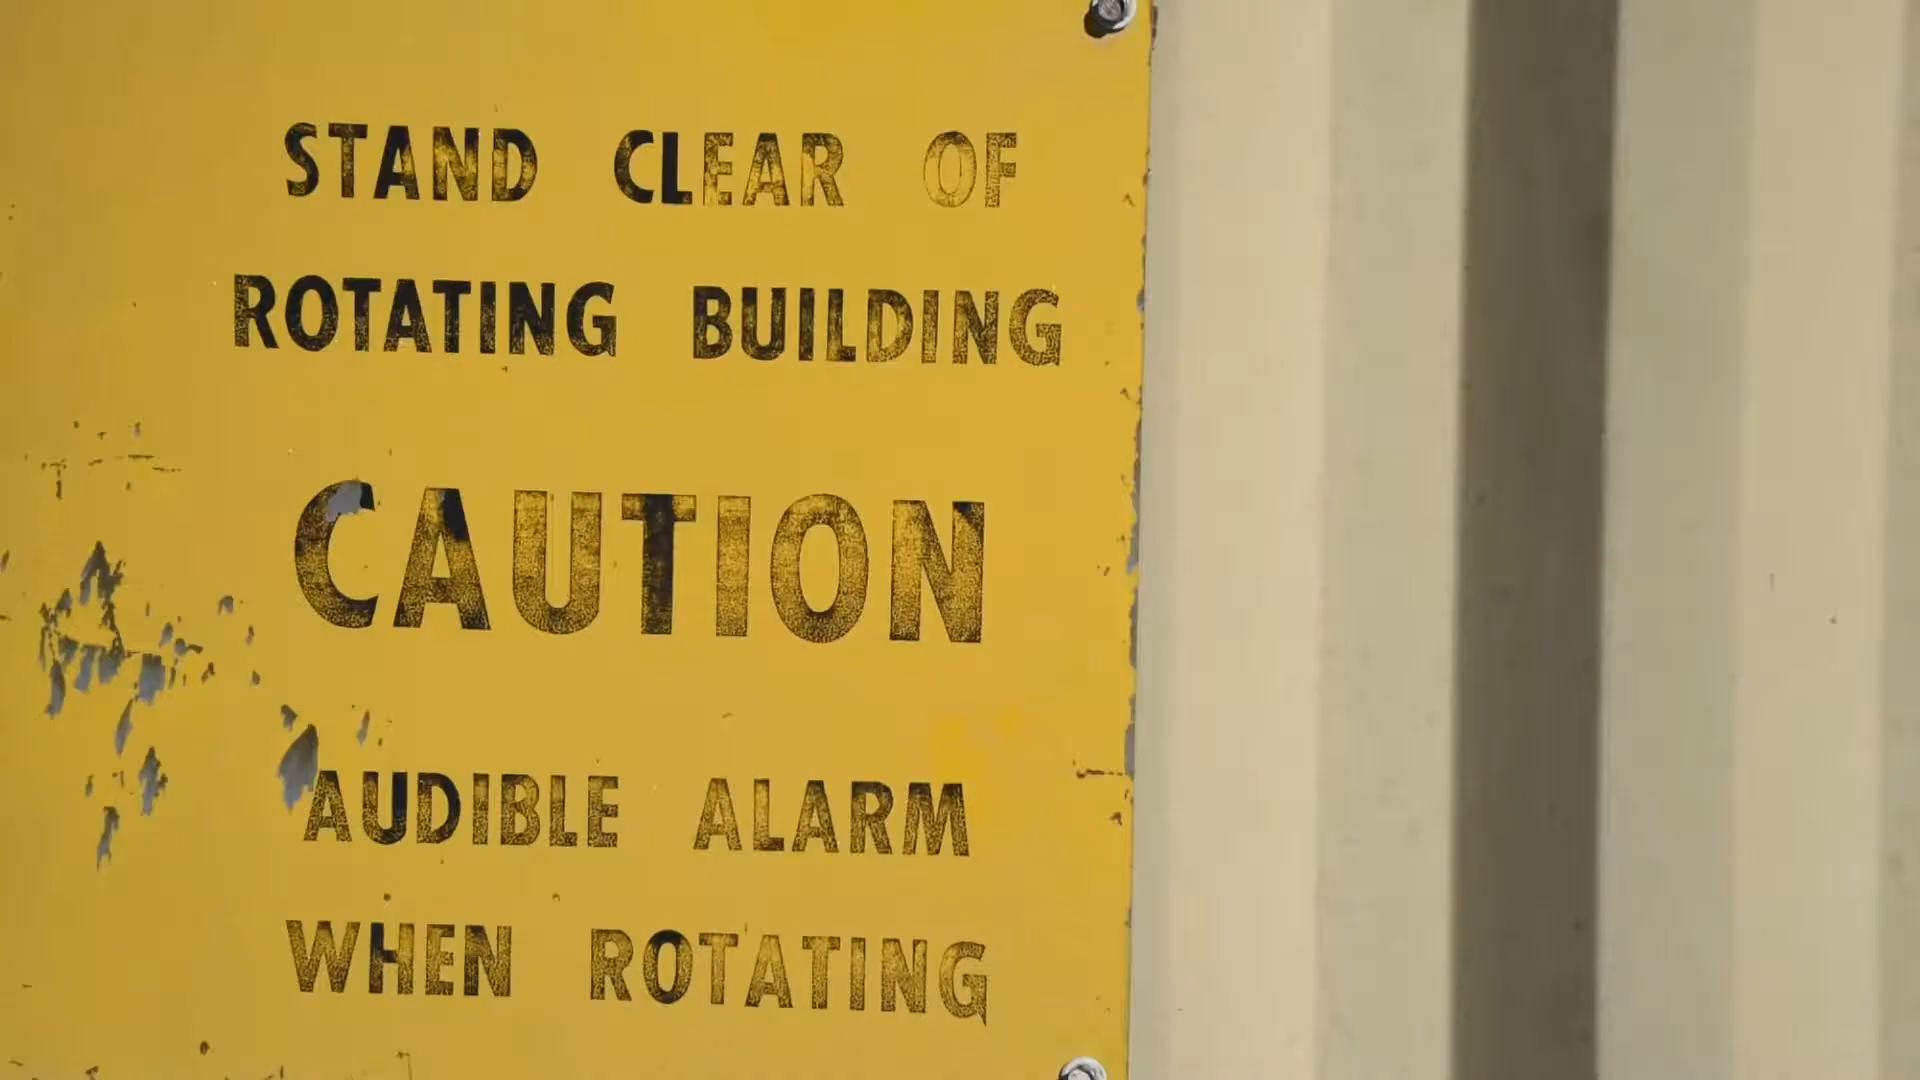 STAND CLEAR OF
ROTATING BUILDING
CAUTION
AUDIBLE ALARM
WHEN ROTATING